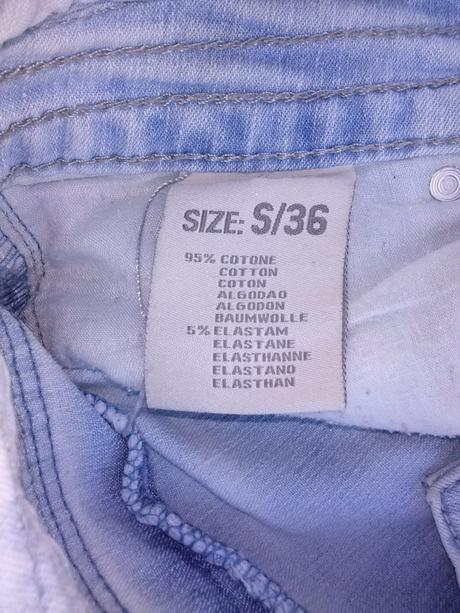 SIZE: S/36
95% COTONE
COTTON
COTON
ALGODAO
ALGODON
BAUMWOLLE
5% ELASTAM
ELASTANE
ELASTHANNE
ELASTANO
ELASTHAN